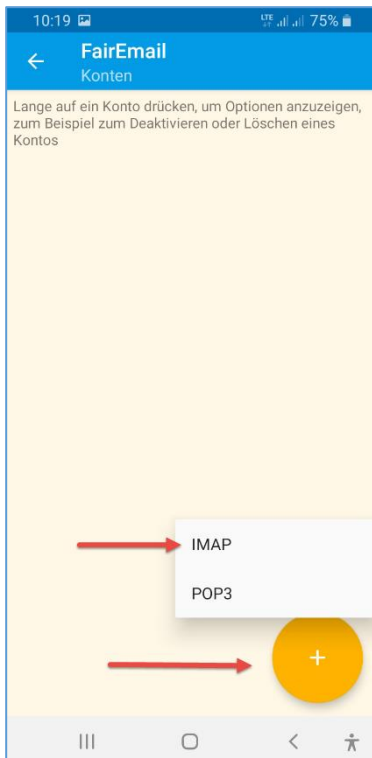 10:19 LTE 75%
FairEmail
Konten
Lange auf ein Konto drücken, um Optionen anzuzeigen,
zum Beispiel zum Deaktivieren oder Löschen eines
Kontos
IMAP
POP3
+